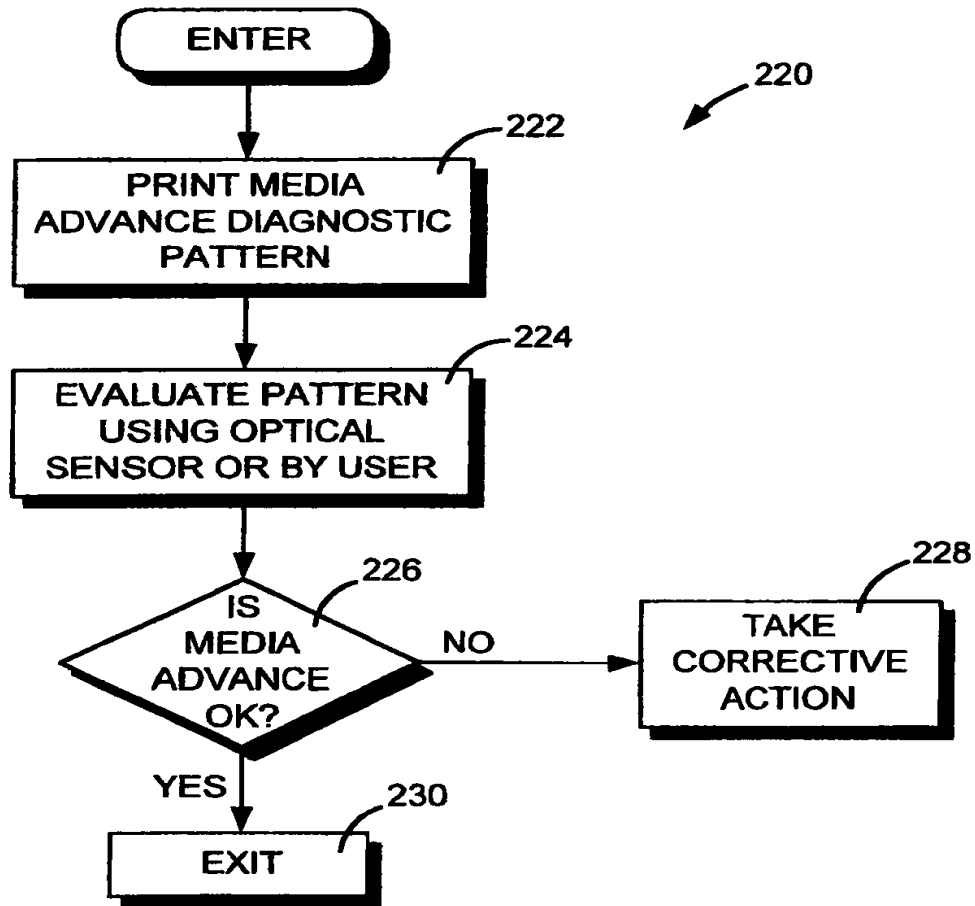 ENTER
220
222
PRINT MEDIA
ADVANCE DIAGNOSTIC
PATTERN
224
EVALUATE PATTERN
USING OPTICAL
SENSOR OR BY USER
226
IS
MEDIA
ADVANCE
OK?
NO
228
TAKE
CORRECTIVE
ACTION
YES
230
EXIT